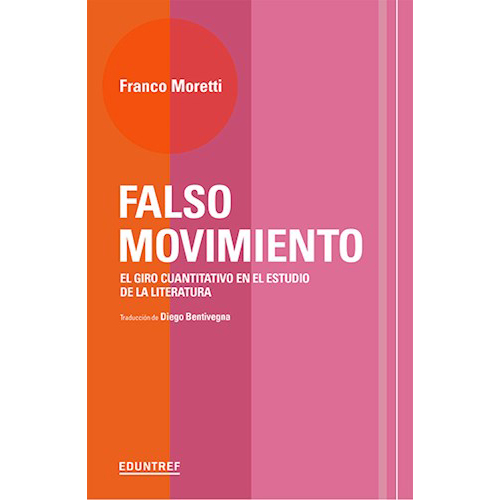 Franco Moretti
FALSO
MOVIMIENTO
EL GIRO CUANTITATIVO EN EL ESTUDIO
DE LA LITERATURA
Traducción de Diego Bentivegna
EDUNTREF